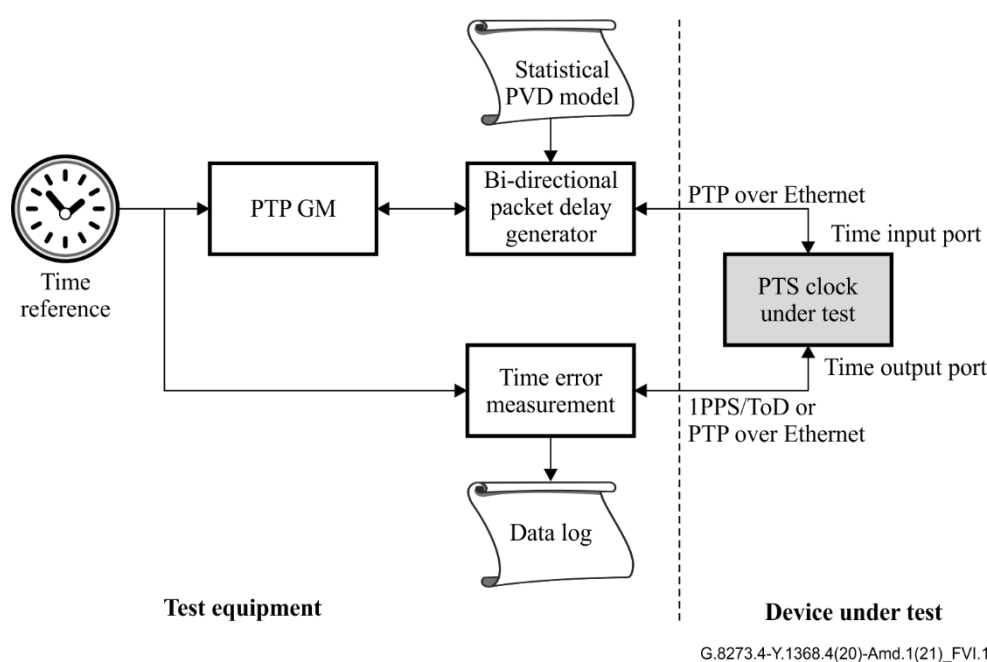 Statistical
PVD model
PTP GM
Bi-directional
packet delay
generator
PTP over Ethernet
Time input port
Time
reference
PTS clock
under test
Time error
measurement
Time output port
1PPS/ToD or
PTP over Ethernet
Data log
Test equipment
Device under test
G.8273.4-Y.1368.4(20)-Amd.1(21)_FVI.1